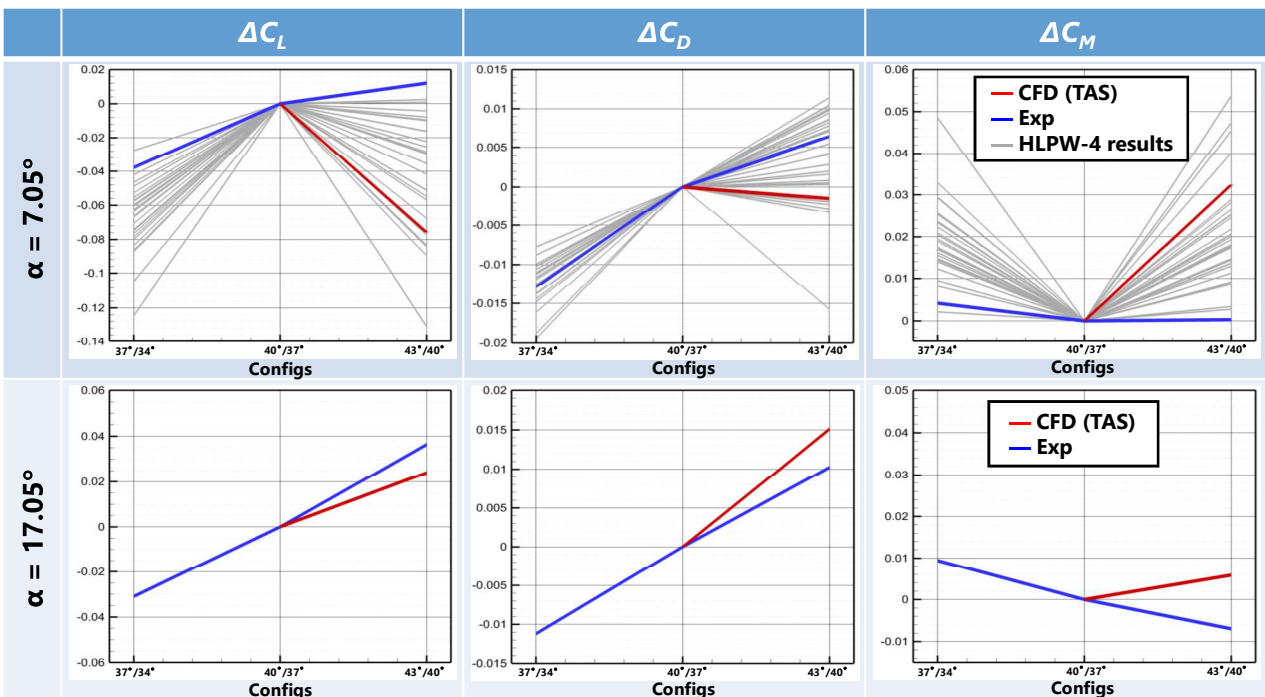 ΔC_L ΔC_D ΔC_M
α = 7.05°
0.02
0
-0.02
-0.04
-0.06
-0.08
-0.1
-0.12
-0.14
37°/34° 40°/37° 43°/40°
Configs
0.015
0.01
0.005
0
-0.005
-0.01
-0.015
-0.02
37°/34° 40°/37° 43°/40°
Configs
0.06
0.05
0.04
0.03
0.02
0.01
0
CFD (TAS)
Exp
HLPW-4 results
37°/34° 40°/37° 43°/40°
Configs
α = 17.05°
0.06
0.04
0.02
0
-0.02
-0.04
-0.06
37°/34° 40°/37° 43°/40°
Configs
0.02
0.015
0.01
0.005
0
-0.005
-0.01
-0.015
37°/34° 40°/37° 43°/40°
Configs
0.05
0.04
0.03
0.02
0.01
0
-0.01
CFD (TAS)
Exp
37°/34° 40°/37° 43°/40°
Configs